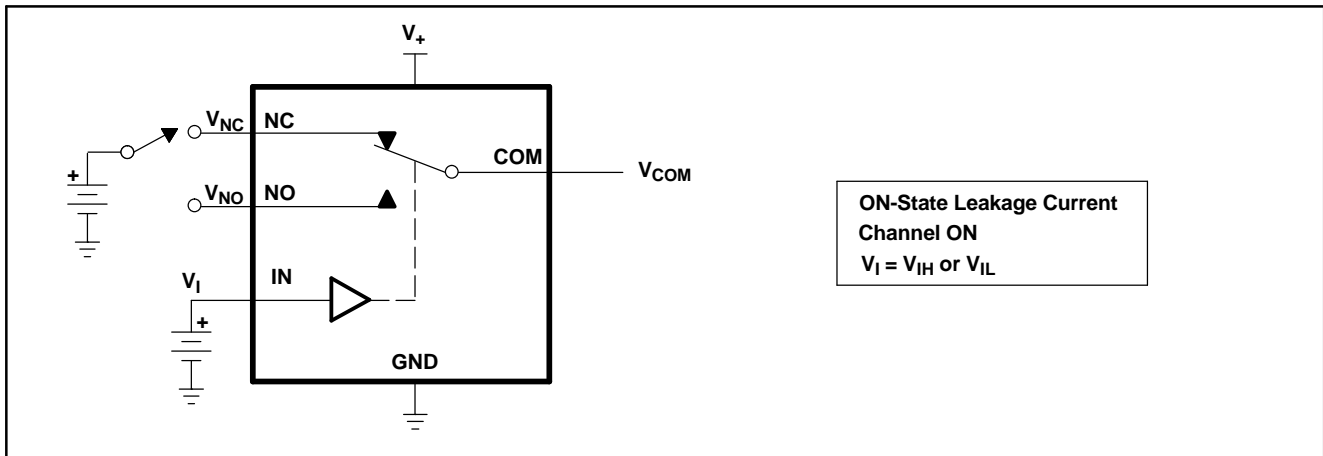 V+
VNC NC
COM
VCOM
VNO NO
VI IN
GND
+
+
ON-State Leakage Current
Channel ON
VI = VIH or VIL